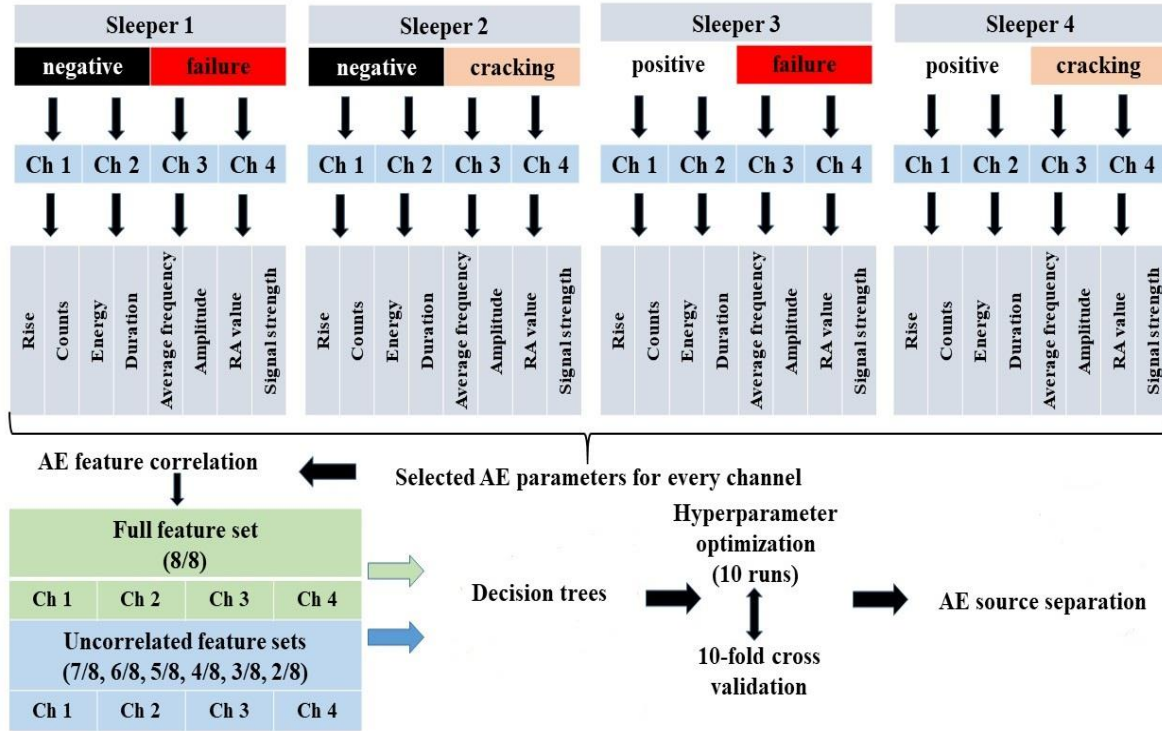 Sleeper 1
Sleeper 2
Sleeper 3
Sleeper 4
negative failure
negative cracking
positive failure
positive cracking
Ch 1 Ch 2 Ch 3 Ch 4
Ch 1 Ch 2 Ch 3 Ch 4
Ch 1 Ch 2 Ch 3 Ch 4
Ch 1 Ch 2 Ch 3 Ch 4
Rise
Counts
Energy
Duration
Average frequency
Amplitude
RA value
Signal strength
Rise
Counts
Energy
Duration
Average frequency
Amplitude
RA value
Signal strength
Rise
Counts
Energy
Duration
Average frequency
Amplitude
RA value
Signal strength
Rise
Counts
Energy
Duration
Average frequency
Amplitude
RA value
Signal strength
AE feature correlation
Selected AE parameters for every channel
Full feature set
(8/8)
Ch 1 Ch 2 Ch 3 Ch 4
Uncorrelated feature sets
(7/8, 6/8, 5/8, 4/8, 3/8, 2/8)
Ch 1 Ch 2 Ch 3 Ch 4
Decision trees
Hyperparameter
optimization
(10 runs)
10-fold cross
validation
AE source separation